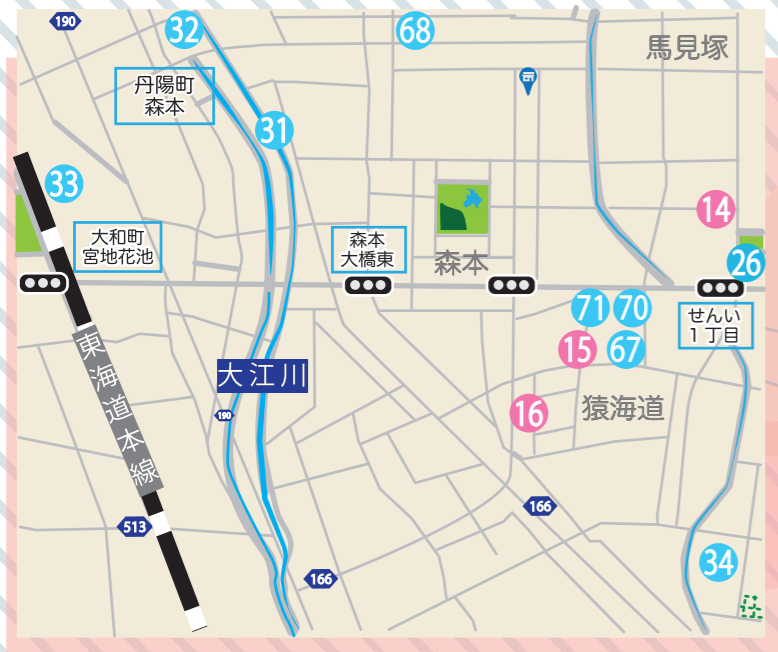 190
32
68
馬見塚
丹陽町
森本
31
33
14
大和町
宮地花池
森本
大橋東
森本
26
71
70
せんい
1丁目
15
67
東海道本線
大江川
190
16
猿海道
166
513
166
34